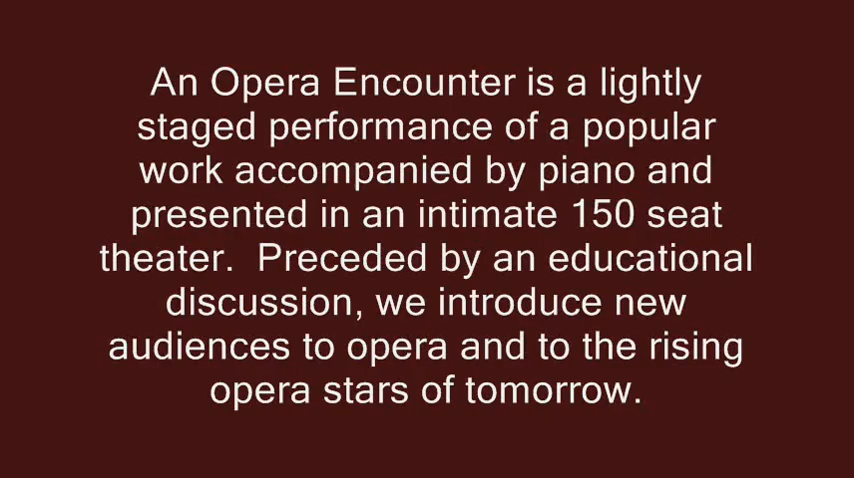 An Opera Encounter is a lightly
staged performance of a popular
work accompanied by piano and
presented in an intimate 150 seat
theater.  Preceded by an educational
discussion, we introduce new
audiences to opera and to the rising
opera stars of tomorrow.